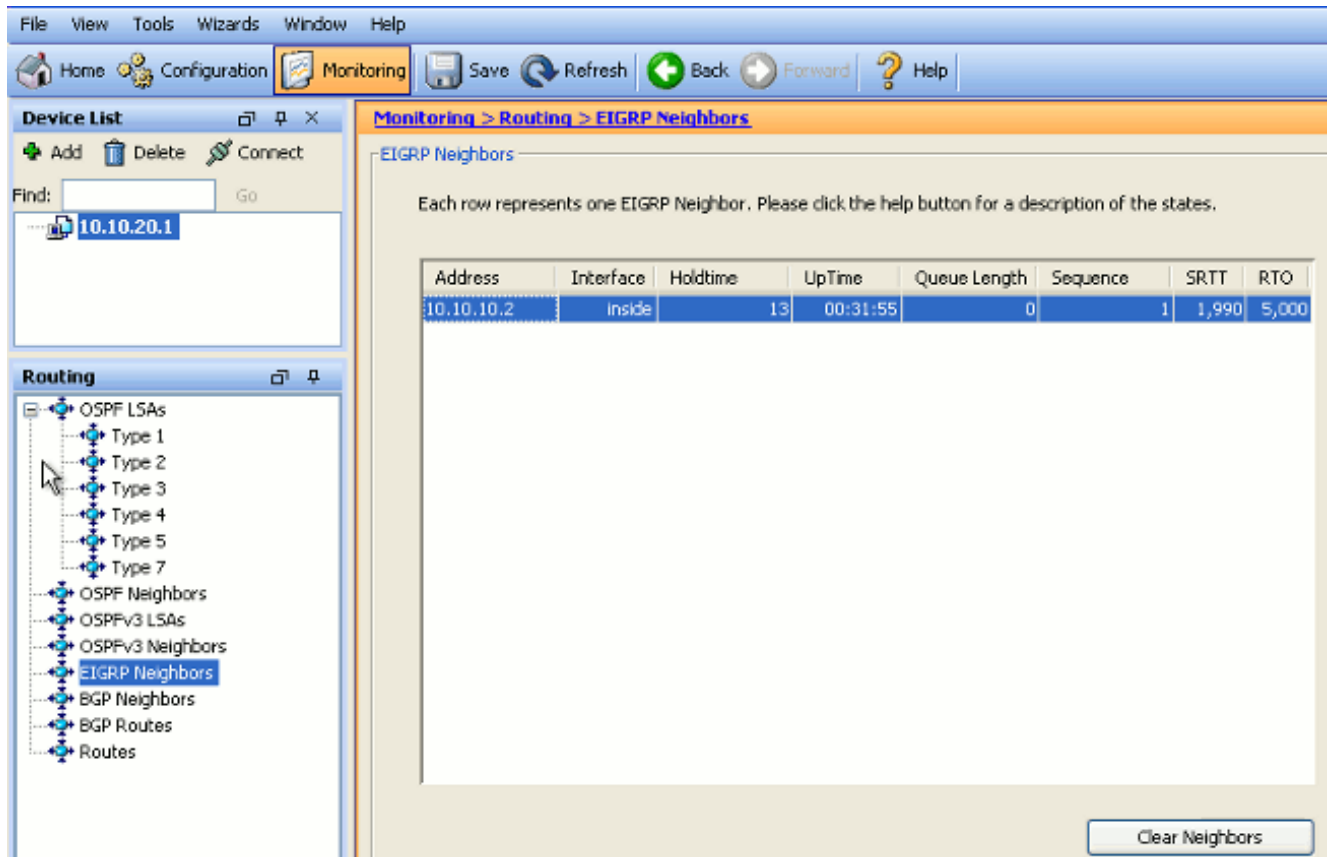 File View Tools Wizards Window Help
Home Configuration Monitoring Save Refresh Back Forward Help
Device List
Add Delete Connect
Find: Go
10.10.20.1
Routing
OSPF LSAs
Type 1
Type 2
Type 3
Type 4
Type 5
Type 7
OSPF Neighbors
OSPFv3 LSAs
OSPFv3 Neighbors
EIGRP Neighbors
BGP Neighbors
BGP Routes
Routes
Monitoring > Routing > EIGRP Neighbors
EIGRP Neighbors
Each row represents one EIGRP Neighbor. Please click the help button for a description of the states.
Address Interface Holdtime UpTime Queue Length Sequence SRTT RTO
10.10.10.2 inside 13 00:31:55 0 1 1,990 5,000
Clear Neighbors